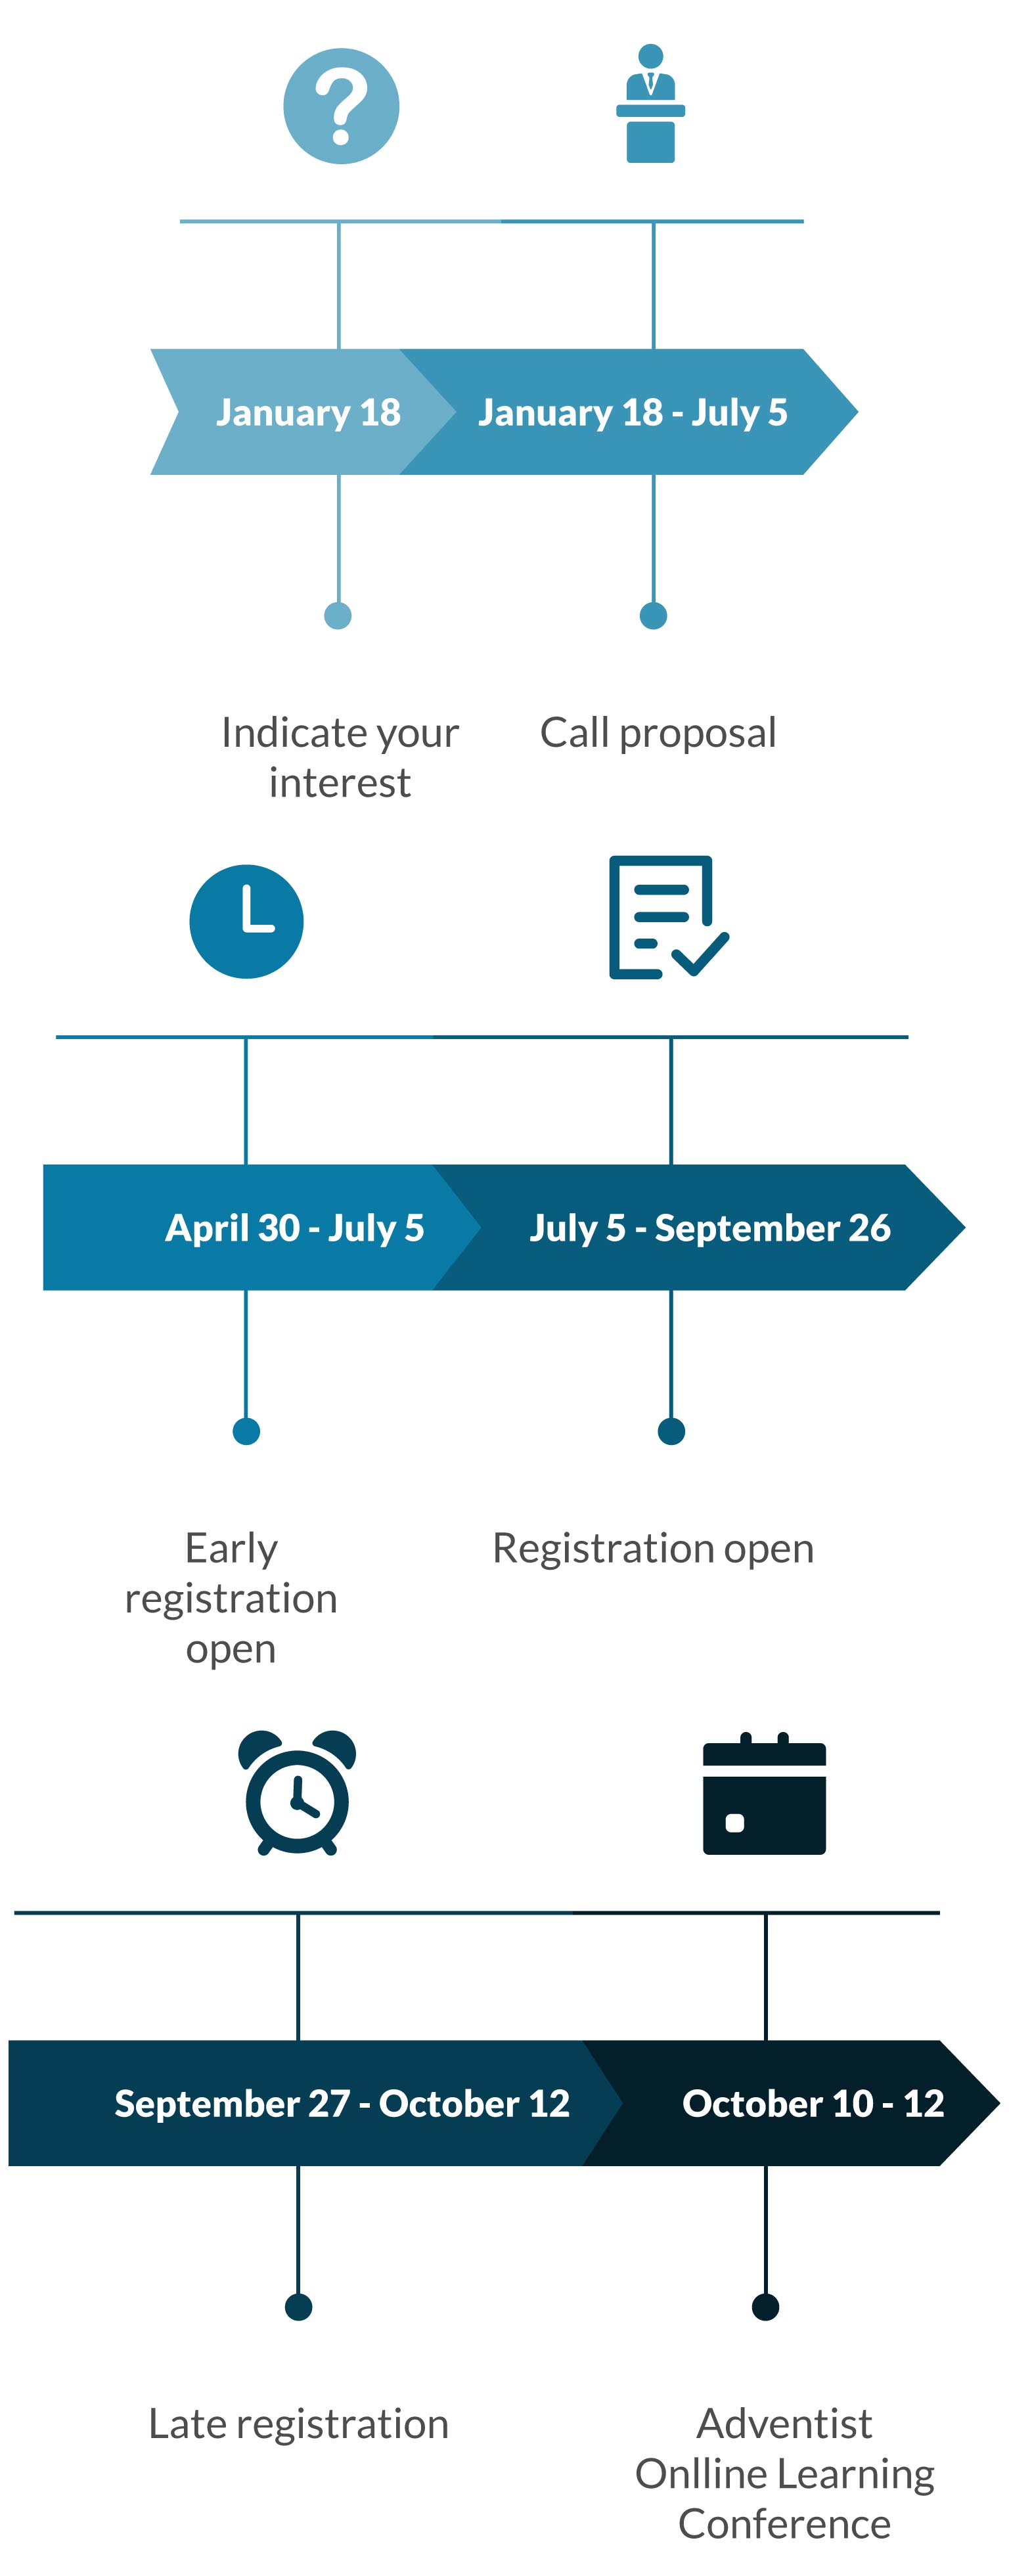 January 18
January 18 - July 5
Indicate your
interest
Call proposal
April 30 - July 5
July 5 - September 26
Early
registration
open
Registration open
September 27 - October 12
October 10 - 12
Late registration
Adventist
Onlline Learning
Conference